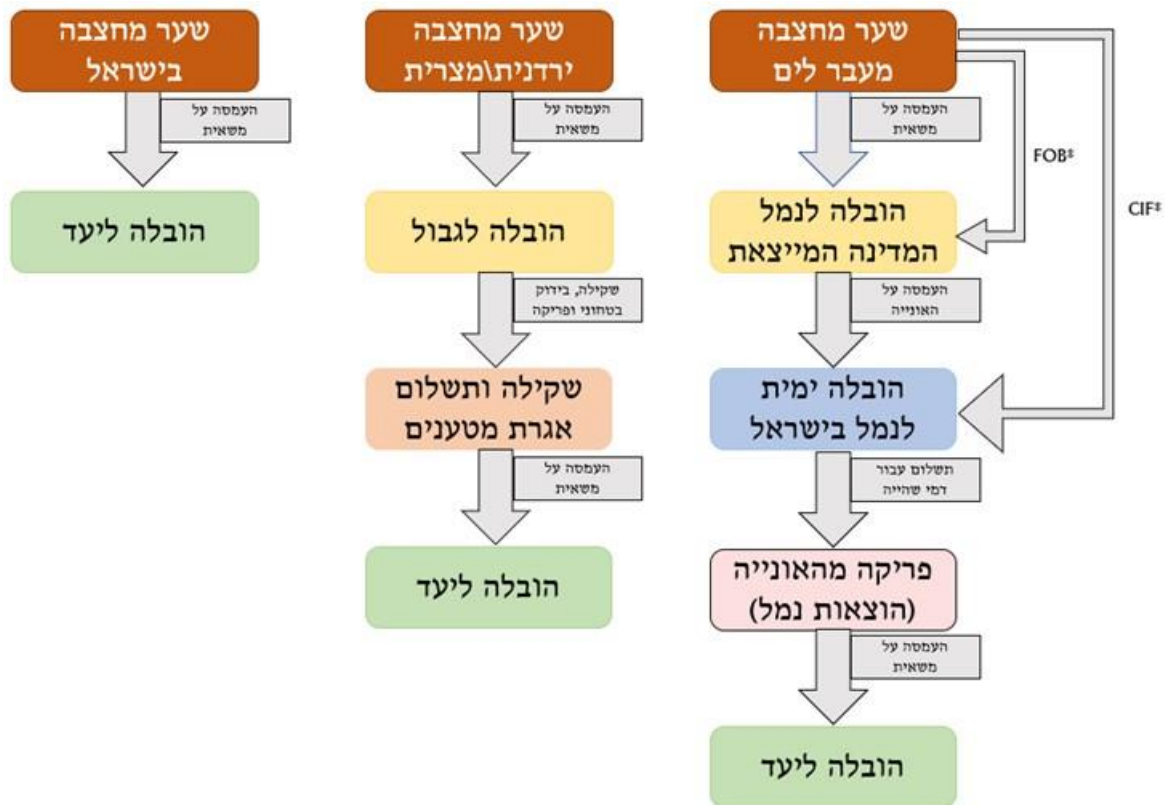 שער מחצבה
מעבר לים
העמסה על
משאית
FOB‡
CIF‡
הובלה לנמל
המדינה המייצאת
העמסה על
האונייה
הובלה ימית
לנמל בישראל
תשלום עבור
דמי שהייה
פריקה מהאונייה
(הוצאות נמל)
העמסה על
משאית
הובלה ליעד
שער מחצבה
ירדנית\מצרית
העמסה על
משאית
הובלה לגבול
שקילה, בידוק
בטחוני ופריקה
שקילה ותשלום
אגרת מטענים
העמסה על
משאית
הובלה ליעד
שער מחצבה
בישראל
העמסה על
משאית
הובלה ליעד